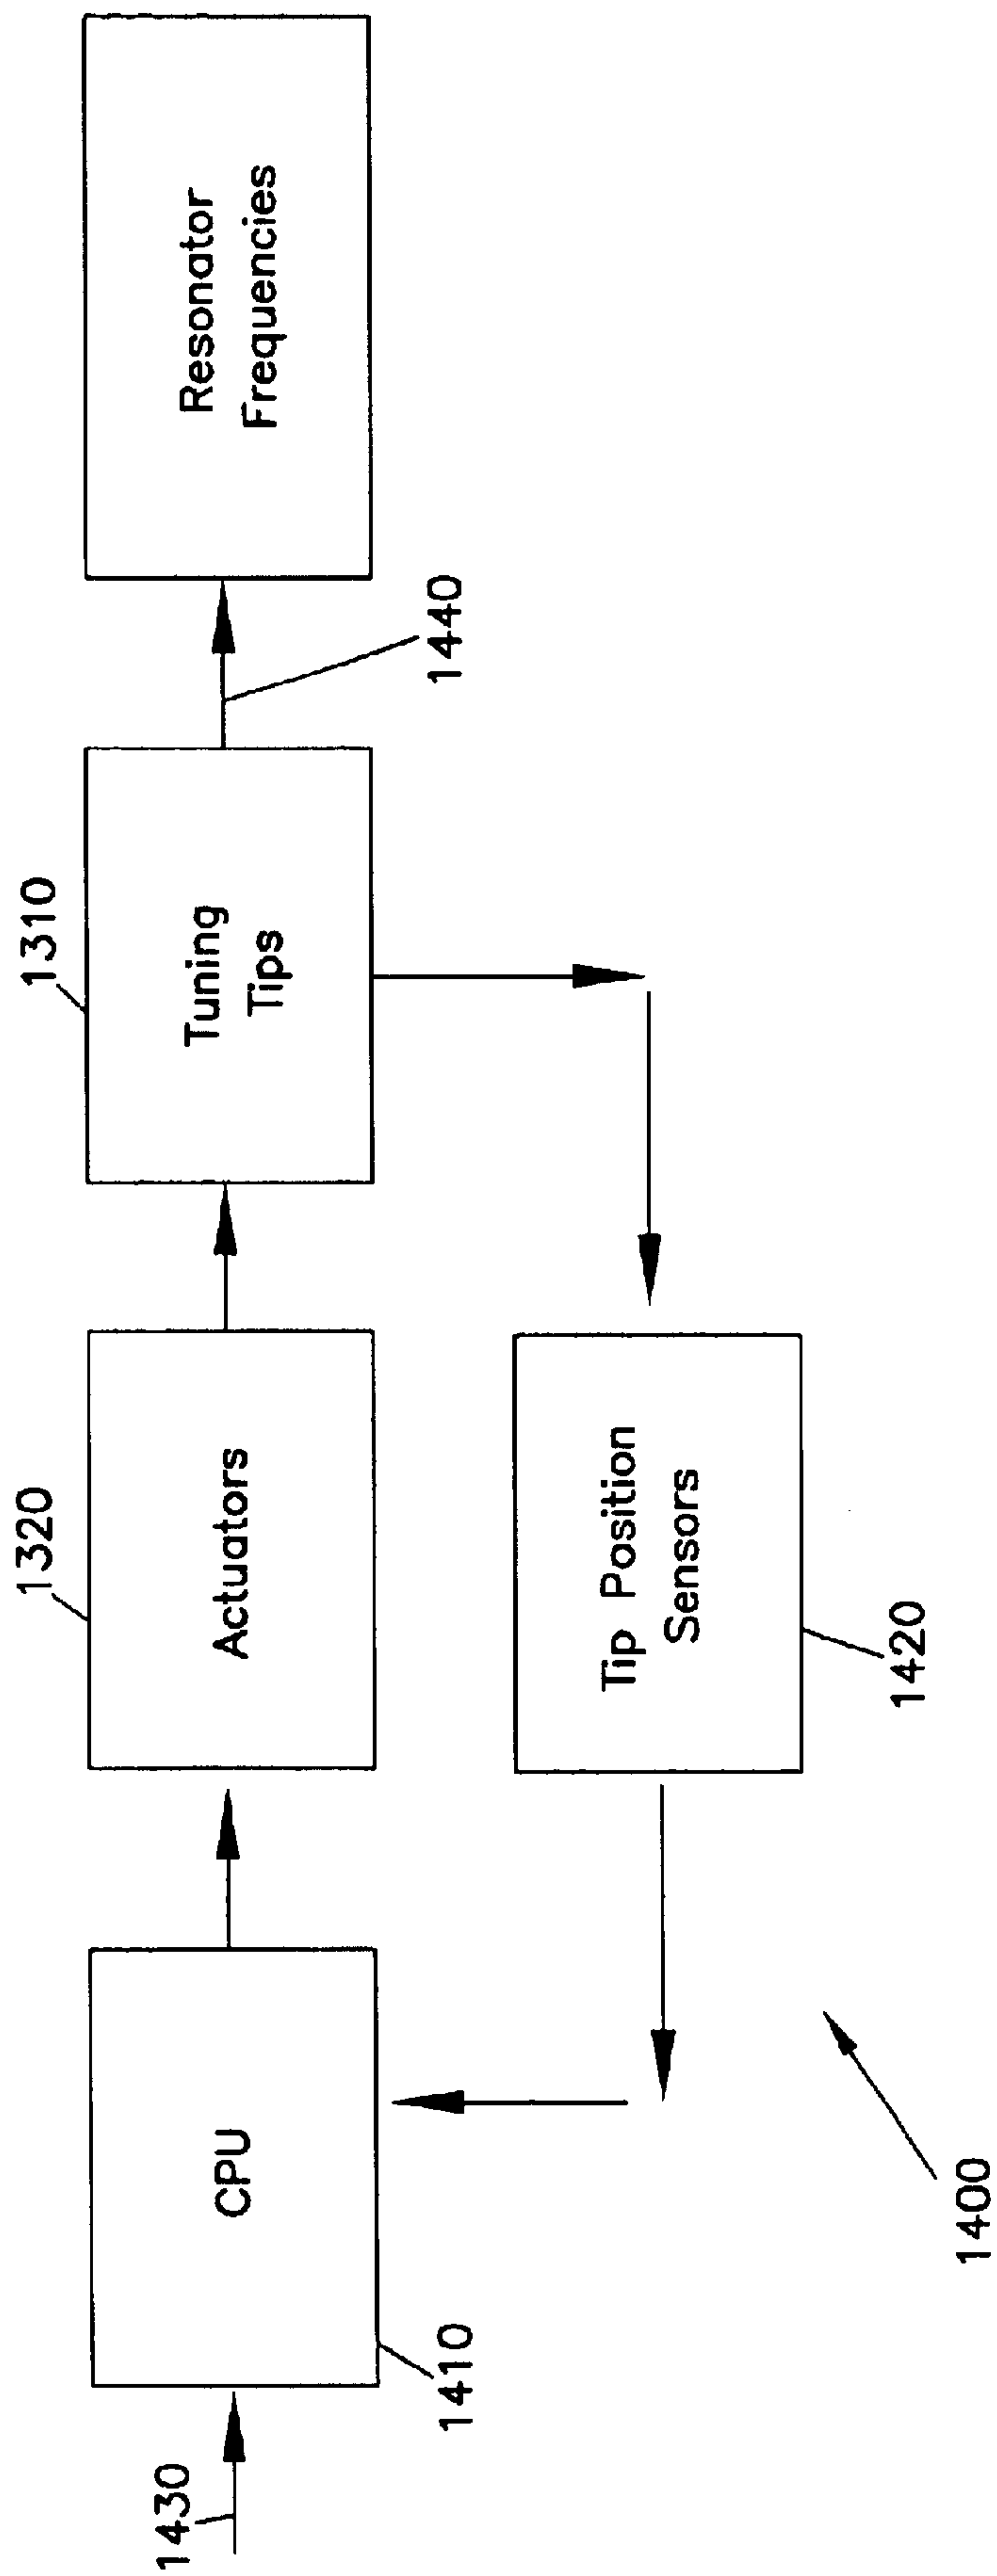 1430
CPU
1410
1320
Actuators
1310
Tuning
Tips
1440
Resonator
Frequencies
Tip Position
Sensors
1420
1400